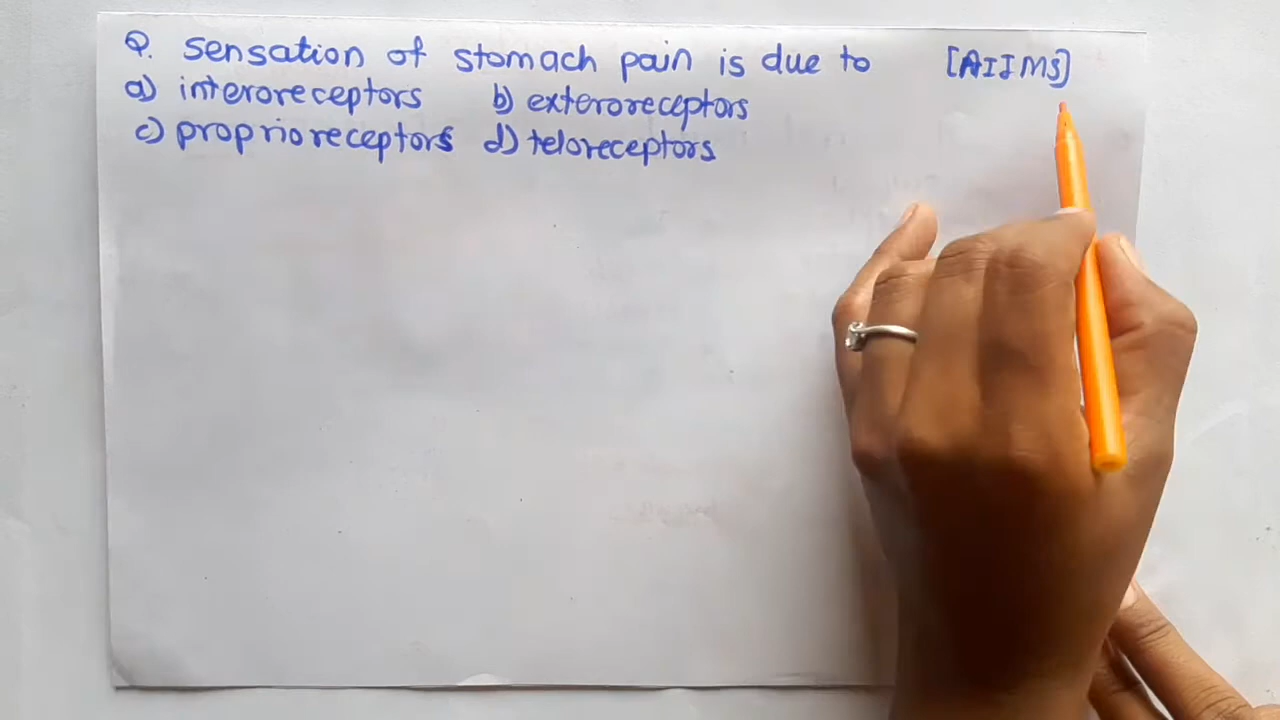 Q. sensation of stomach pain is due to [AIIMS]
a) interoreceptors b) exteroreceptors
c) proprioreceptors d) teloreceptors